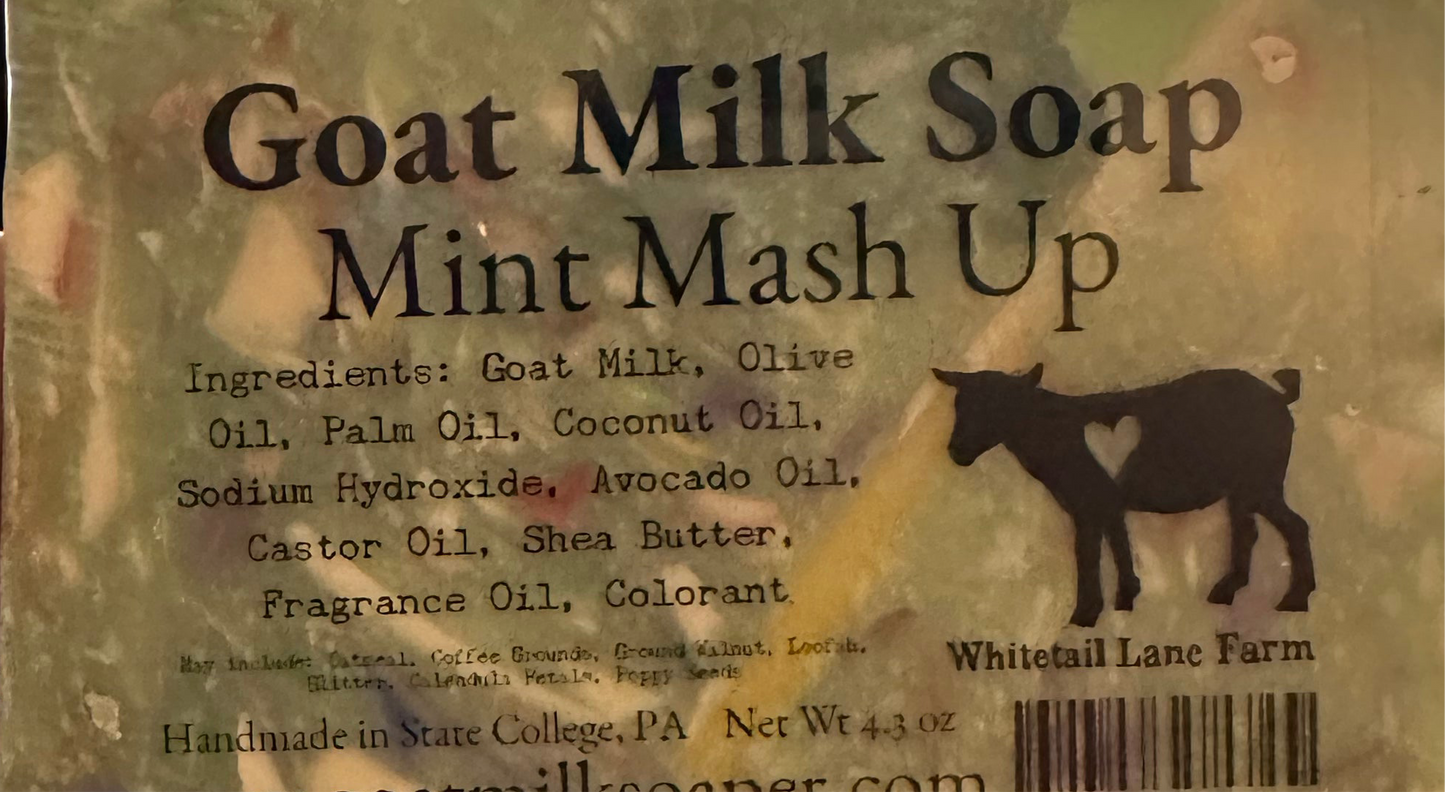 Goat Milk Soap
Mint Mash Up
Ingredients: Goat Milk, Olive
Oil, Palm Oil, Coconut Oil,
Sodium Hydroxide, Avocado Oil,
Castor Oil, Shea Butter,
Fragrance Oil, Colorant
May include: Oatmeal, Coffee Grounds, Ground Walnut, Loofah,
Glitter, Calendula Petals, Poppy Seeds
Whitetail Lane Farm
Handmade in State College, PA Net Wt 4.3 oz